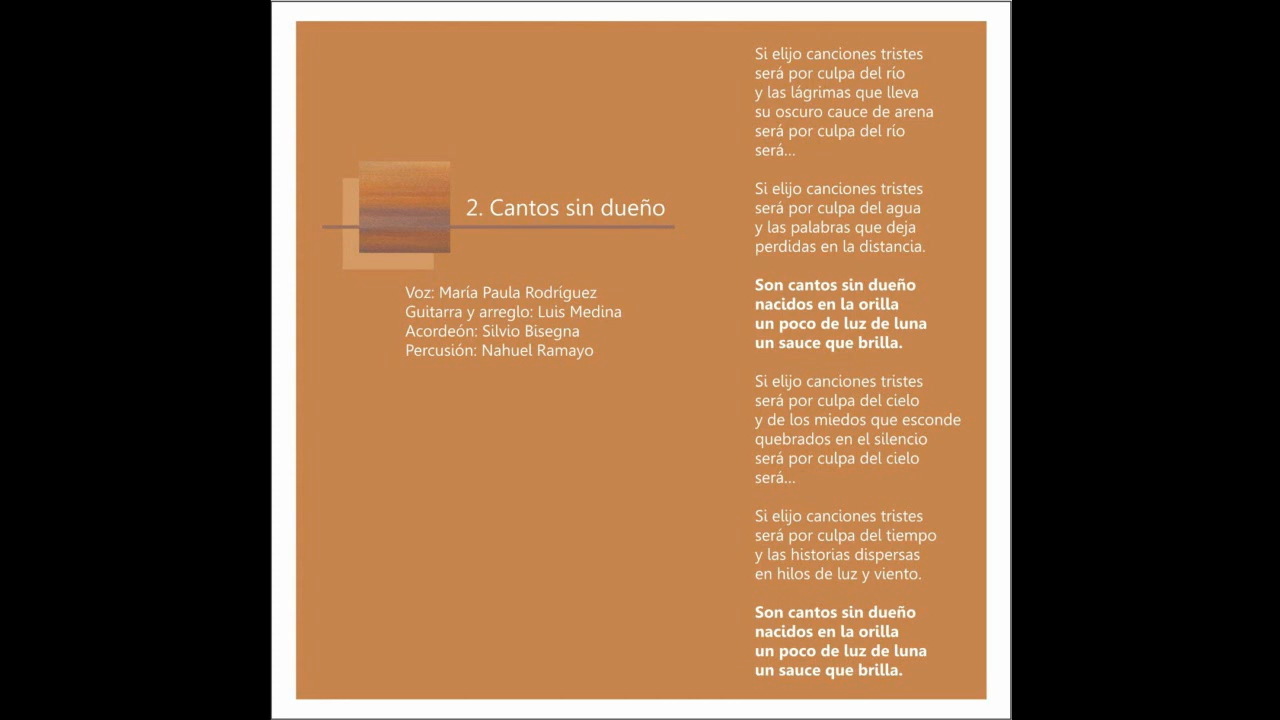 2. Cantos sin dueño
Voz: María Paula Rodríguez
Guitarra y arreglo: Luis Medina
Acordeón: Silvio Bisegna
Percusión: Nahuel Ramayo
Si elijo canciones tristes
será por culpa del río
y las lágrimas que lleva
su oscuro cauce de arena
será por culpa del río
será...
Si elijo canciones tristes
será por culpa del agua
y las palabras que deja
perdidas en la distancia.
Son cantos sin dueño
nacidos en la orilla
un poco de luz de luna
un sauce que brilla.
Si elijo canciones tristes
será por culpa del cielo
y de los miedos que esconde
quebrados en el silencio
será por culpa del cielo
será...
Si elijo canciones tristes
será por culpa del tiempo
y las historias dispersas
en hilos de luz y viento.
Son cantos sin dueño
nacidos en la orilla
un poco de luz de luna
un sauce que brilla.